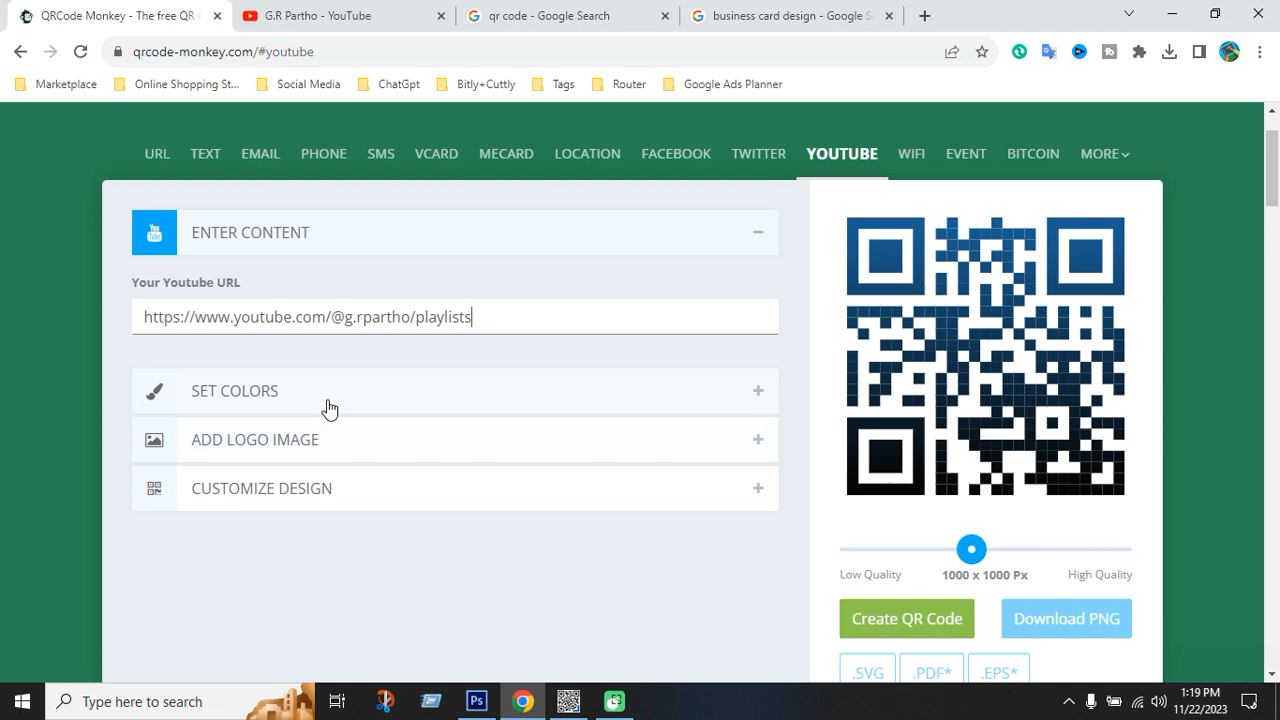 QRCode Monkey - The free QR C
G.R Partho - YouTube
qr code - Google Search
business card design - Google S
qrcode-monkey.com/#youtube
Marketplace
Online Shopping St...
Social Media
ChatGpt
Bitly+Cuttly
Tags
Router
Google Ads Planner
URL
TEXT
EMAIL
PHONE
SMS
VCARD
MECARD
LOCATION
FACEBOOK
TWITTER
YOUTUBE
WIFI
EVENT
BITCOIN
MORE
ENTER CONTENT
Your Youtube URL
https://www.youtube.com/@g.rpartho/playlists
SET COLORS
ADD LOGO IMAGE
CUSTOMIZE DESIGN
Low Quality
1000 x 1000 Px
High Quality
Create QR Code
Download PNG
.SVG
.PDF*
.EPS*
Type here to search
Ps
1:19 PM
11/22/2023